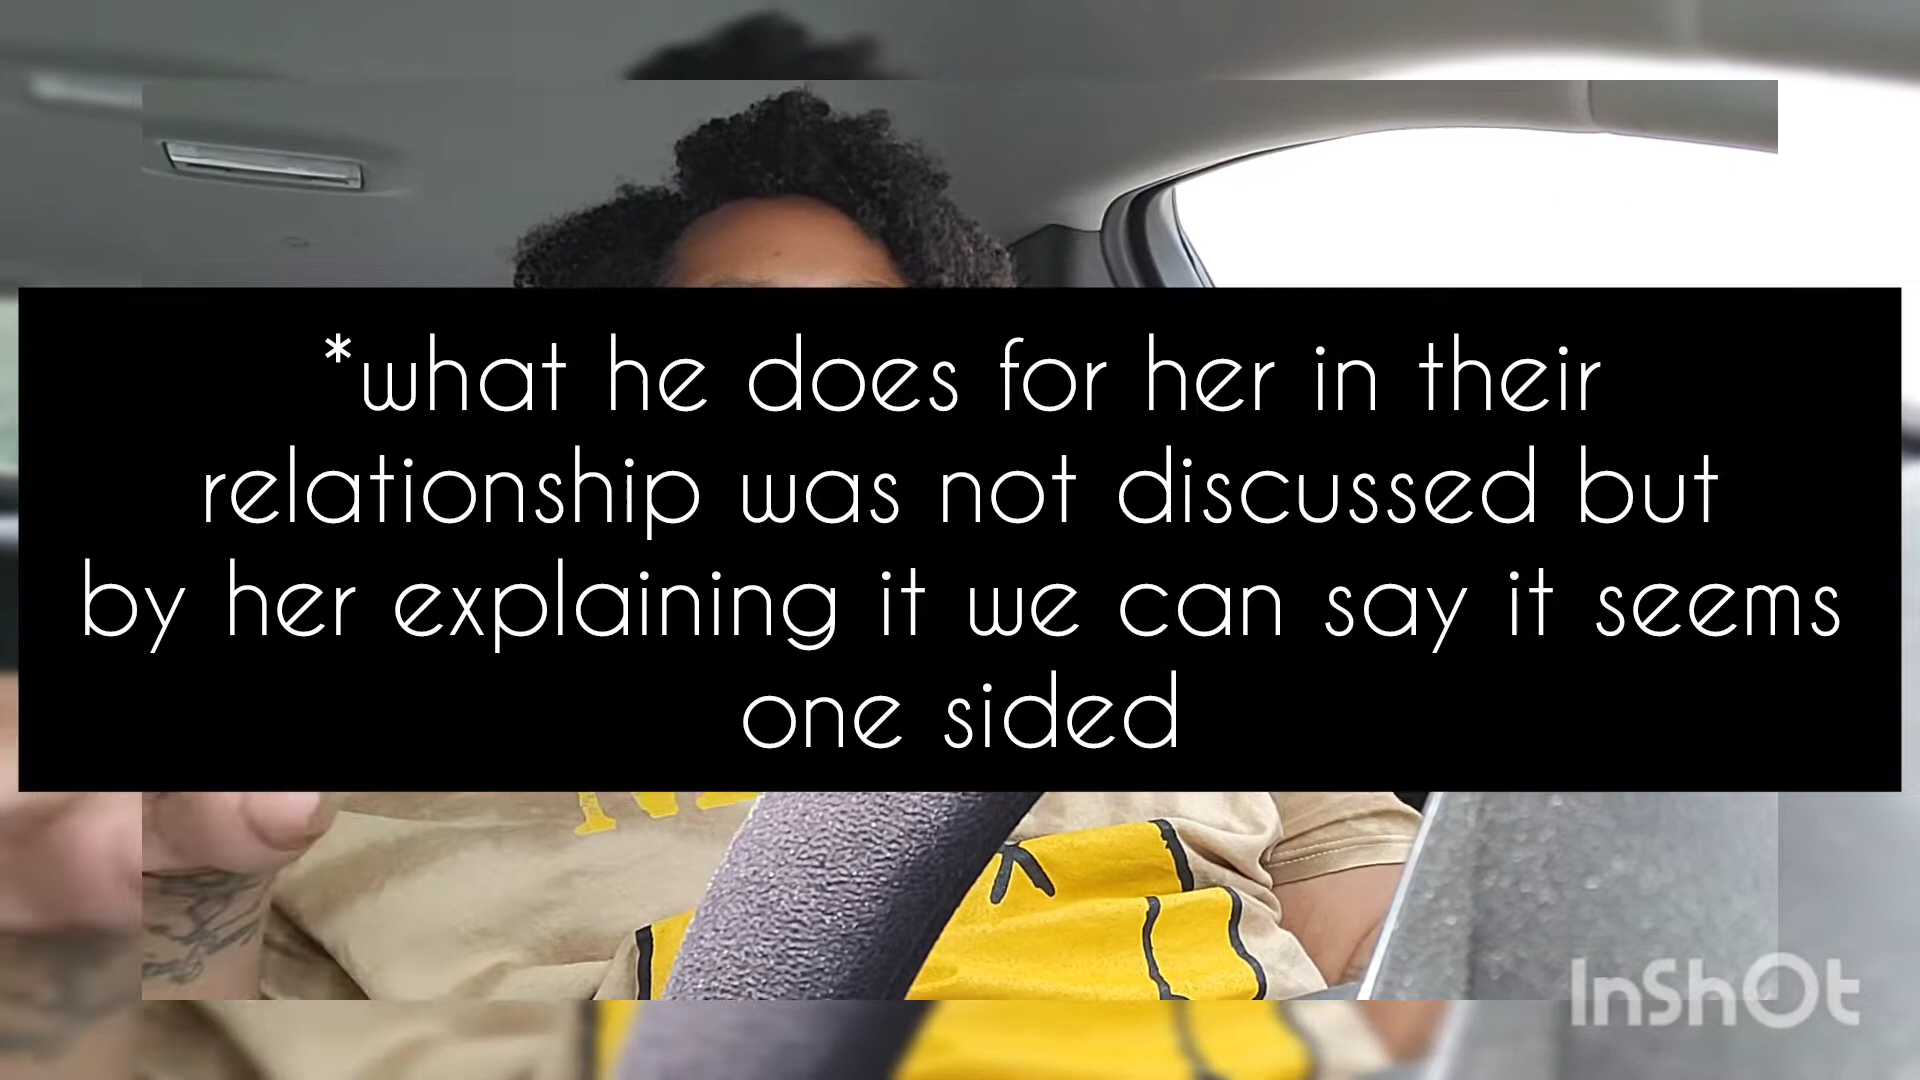 *what he does for her in their
relationship was not discussed but
by her explaining it we can say it seems
one sided
InShOt